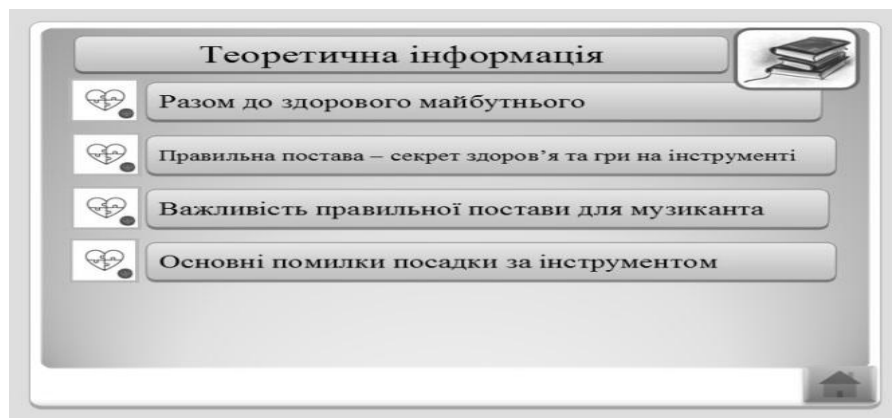 Теоретична інформація
Разом до здорового майбутнього
Правильна постава – секрет здоров’я та гри на інструменті
Важливість правильної постави для музиканта
Основні помилки посадки за інструментом